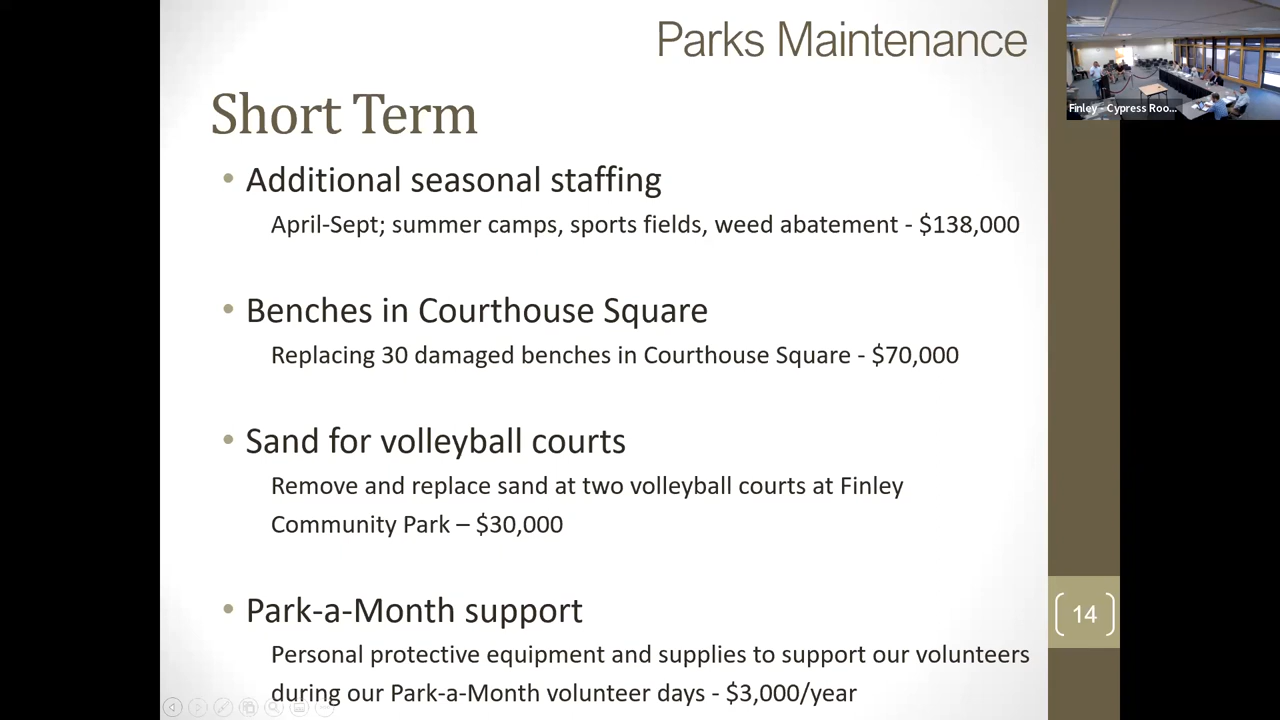 Parks Maintenance
Short Term
• Additional seasonal staffing
April-Sept; summer camps, sports fields, weed abatement - $138,000
• Benches in Courthouse Square
Replacing 30 damaged benches in Courthouse Square - $70,000
• Sand for volleyball courts
Remove and replace sand at two volleyball courts at Finley
Community Park – $30,000
• Park-a-Month support
Personal protective equipment and supplies to support our volunteers
during our Park-a-Month volunteer days - $3,000/year
14
Finley - Cypress Roo...